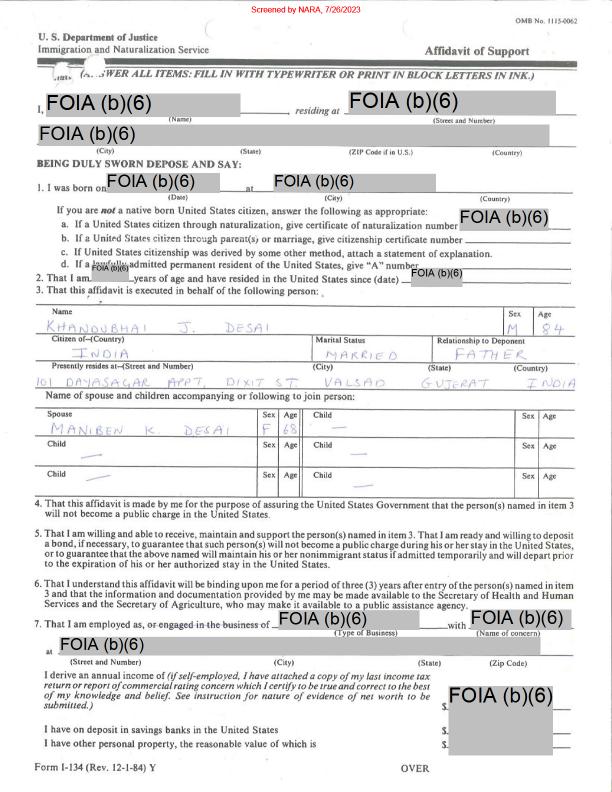 Screened by NARA, 7/26/2023
OMB No. 1115-0062
U. S. Department of Justice
Immigration and Naturalization Service
Affidavit of Support
(A SWER ALL ITEMS: FILL IN WITH TYPEWRITER OR PRINT IN BLOCK LETTERS IN INK.)
I, FOIA (b)(6) , residing at FOIA (b)(6)
(Name) (Street and Number)
FOIA (b)(6)
(City) (State) (ZIP Code if in U.S.) (Country)
BEING DULY SWORN DEPOSE AND SAY:
1. I was born on FOIA (b)(6) at FOIA (b)(6)
(Date) (City) (Country)
If you are not a native born United States citizen, answer the following as appropriate:
a. If a United States citizen through naturalization, give certificate of naturalization number FOIA (b)(6)
b. If a United States citizen through parent(s) or marriage, give citizenship certificate number
c. If United States citizenship was derived by some other method, attach a statement of explanation.
d. If a lawfully admitted permanent resident of the United States, give "A" number
2. That I am FOIA (b)(6) years of age and have resided in the United States since (date) FOIA (b)(6)
3. That this affidavit is executed in behalf of the following person:
Name Sex Age
KHANDUBHAI J. DESAI M 84
Citizen of-(Country) Marital Status Relationship to Deponent
INDIA MARRIED FATHER
Presently resides at-(Street and Number) (City) (State) (Country)
101 DAYASAGAR APPT, DIXIT ST. VALSAD GUJERAT INDIA
Name of spouse and children accompanying or following to join person:
Spouse Sex Age Child Sex Age
MANIBEN K. DESAI F 68 —
Child Sex Age Child Sex Age
— —
Child Sex Age Child Sex Age
— —
4. That this affidavit is made by me for the purpose of assuring the United States Government that the person(s) named in item 3
will not become a public charge in the United States.
5. That I am willing and able to receive, maintain and support the person(s) named in item 3. That I am ready and willing to deposit
a bond, if necessary, to guarantee that such person(s) will not become a public charge during his or her stay in the United States,
or to guarantee that the above named will maintain his or her nonimmigrant status if admitted temporarily and will depart prior
to the expiration of his or her authorized stay in the United States.
6. That I understand this affidavit will be binding upon me for a period of three (3) years after entry of the person(s) named in item
3 and that the information and documentation provided by me may be made available to the Secretary of Health and Human
Services and the Secretary of Agriculture, who may make it available to a public assistance agency.
7. That I am employed as, or engaged in the business of FOIA (b)(6) with FOIA (b)(6)
(Type of Business) (Name of concern)
at FOIA (b)(6)
(Street and Number) (City) (State) (Zip Code)
I derive an annual income of (if self-employed, I have attached a copy of my last income tax
return or report of commercial rating concern which I certify to be true and correct to the best
of my knowledge and belief. See instruction for nature of evidence of net worth to be
submitted.) $ FOIA (b)(6)
I have on deposit in savings banks in the United States $
I have other personal property, the reasonable value of which is $
Form I-134 (Rev. 12-1-84) Y OVER